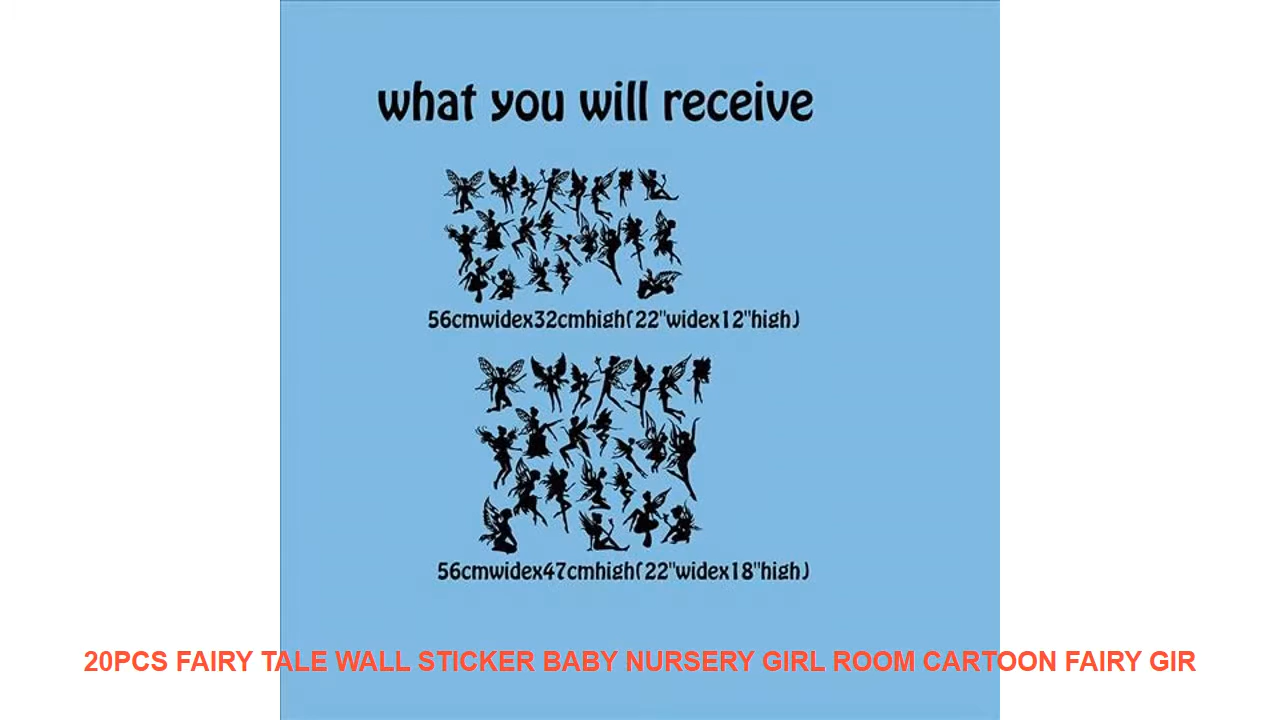 what you will receive
56cmwidex32cmhigh(22"widex12"high)
56cmwidex47cmhigh(22"widex18"high)
20PCS FAIRY TALE WALL STICKER BABY NURSERY GIRL ROOM CARTOON FAIRY GIR